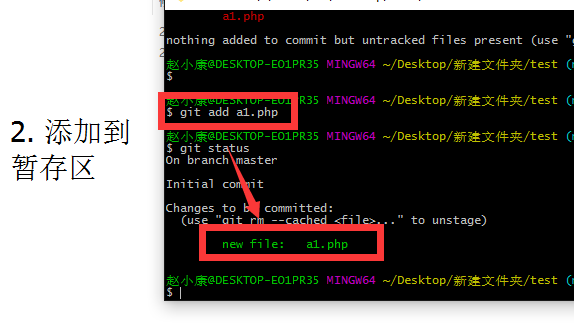 a1.php
nothing added to commit but untracked files present (use "g
赵小康@DESKTOP-EO1PR35 MINGW64 ~/Desktop/新建文件夹/test (
$
赵小康@DESKTOP-EO1PR35 MINGW64 ~/Desktop/新建文件夹/test (
$ git add a1.php
2. 添加到
暂存区
赵小康@DESKTOP-EO1PR35 MINGW64 ~/Desktop/新建文件夹/test (
$ git status
On branch master
Initial commit
Changes to be committed:
(use "git rm --cached <file>..." to unstage)
new file: a1.php
赵小康@DESKTOP-EO1PR35 MINGW64 ~/Desktop/新建文件夹/test (
$